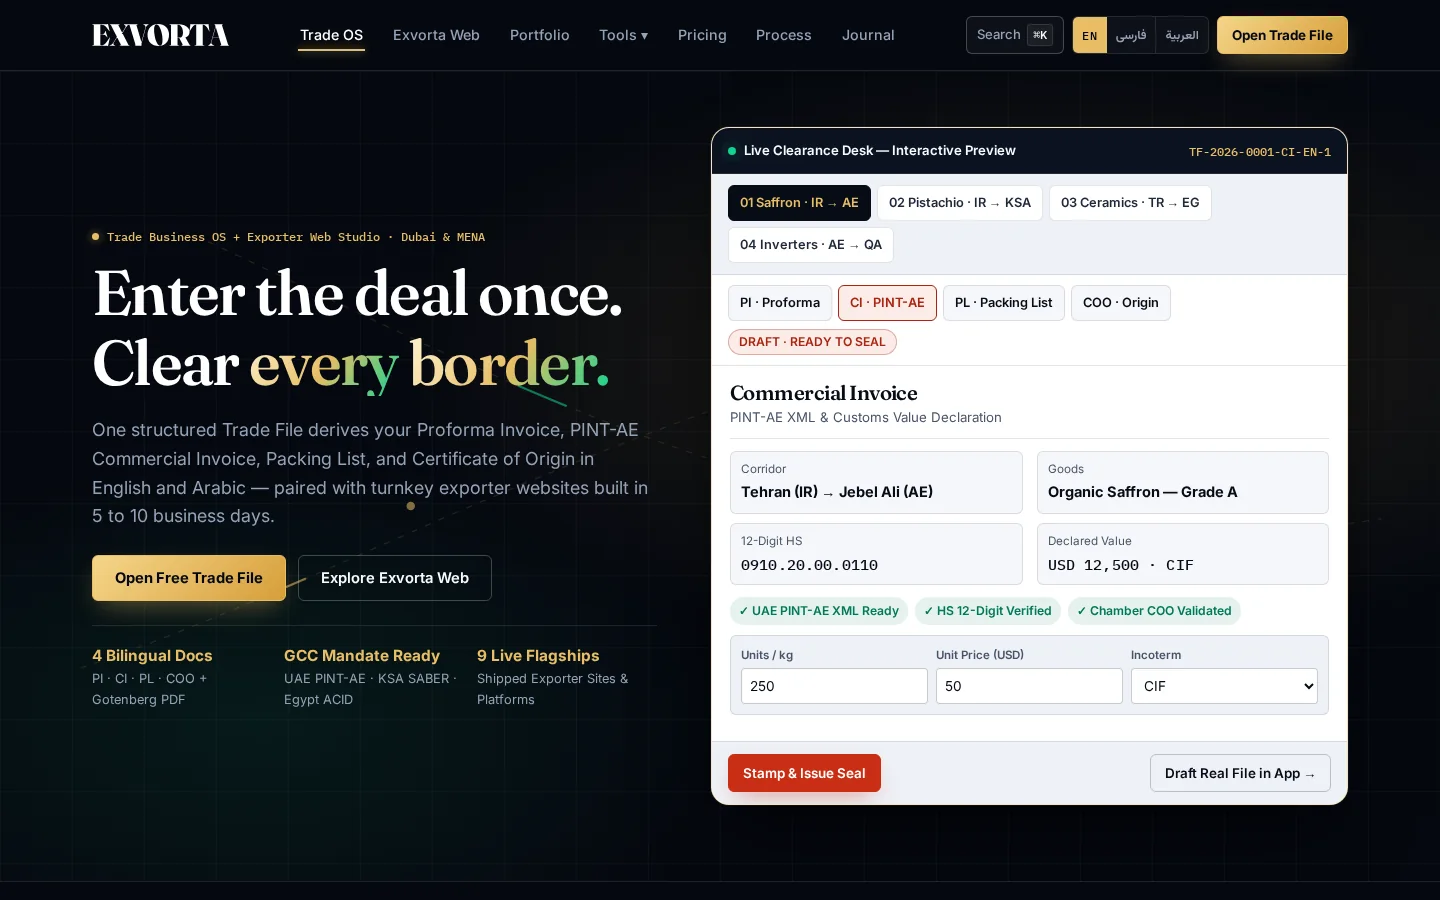 EXVORTA
Trade OS
Exvorta Web
Portfolio
Tools ▾
Pricing
Process
Journal
Search ⌘K
EN
فارسی
العربية
Open Trade File
Trade Business OS + Exporter Web Studio · Dubai & MENA
Enter the deal once.
Clear every border.
One structured Trade File derives your Proforma Invoice, PINT-AE
Commercial Invoice, Packing List, and Certificate of Origin in
English and Arabic — paired with turnkey exporter websites built in
5 to 10 business days.
Open Free Trade File
Explore Exvorta Web
4 Bilingual Docs
PI · CI · PL · COO +
Gotenberg PDF
GCC Mandate Ready
UAE PINT-AE · KSA SABER ·
Egypt ACID
9 Live Flagships
Shipped Exporter Sites &
Platforms
Live Clearance Desk — Interactive Preview
TF-2026-0001-CI-EN-1
01 Saffron · IR → AE
02 Pistachio · IR → KSA
03 Ceramics · TR → EG
04 Inverters · AE → QA
PI · Proforma
CI · PINT-AE
PL · Packing List
COO · Origin
DRAFT · READY TO SEAL
Commercial Invoice
PINT-AE XML & Customs Value Declaration
Corridor
Tehran (IR) → Jebel Ali (AE)
Goods
Organic Saffron — Grade A
12-Digit HS
0910.20.00.0110
Declared Value
USD 12,500 · CIF
✓ UAE PINT-AE XML Ready
✓ HS 12-Digit Verified
✓ Chamber COO Validated
Units / kg
250
Unit Price (USD)
50
Incoterm
CIF
Stamp & Issue Seal
Draft Real File in App →